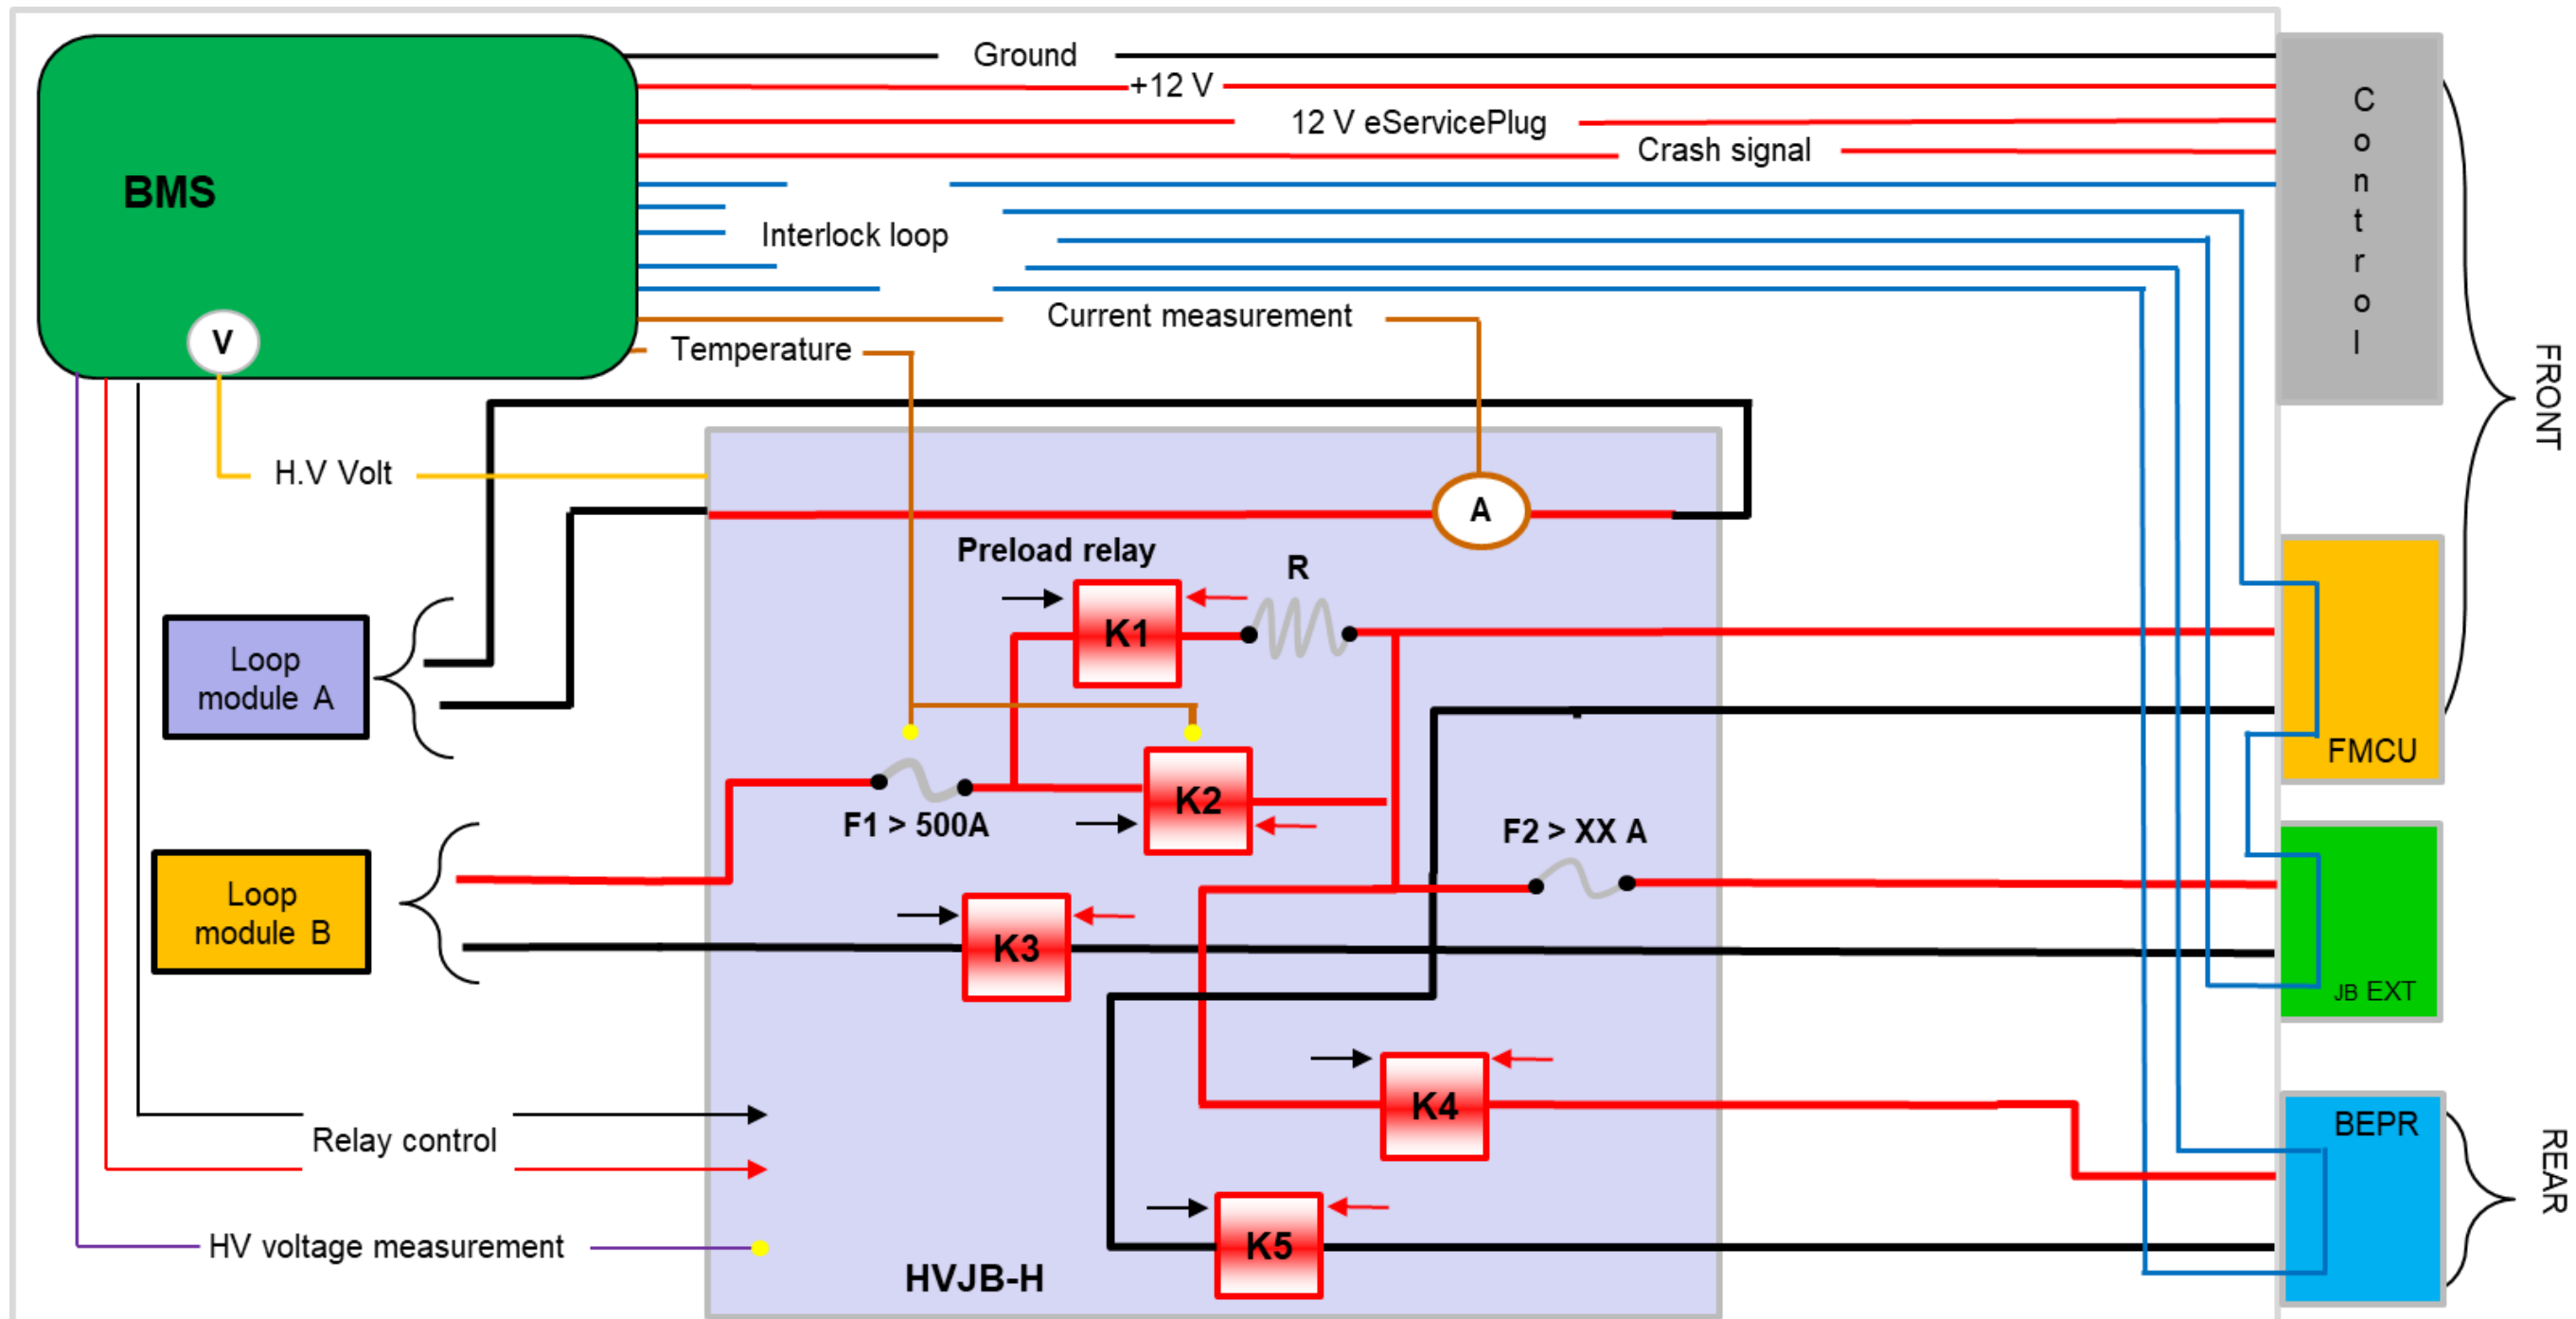 Ground
+12 V
12 V eServicePlug
Crash signal
Control
BMS
Interlock loop
Current measurement
V
Temperature
FRONT
H.V Volt
A
Preload relay
R
K1
Loop
module A
FMCU
K2
F1 > 500A
F2 > XX A
Loop
module B
K3
JB EXT
K4
BEPR
Relay control
REAR
K5
HV voltage measurement
HVJB-H